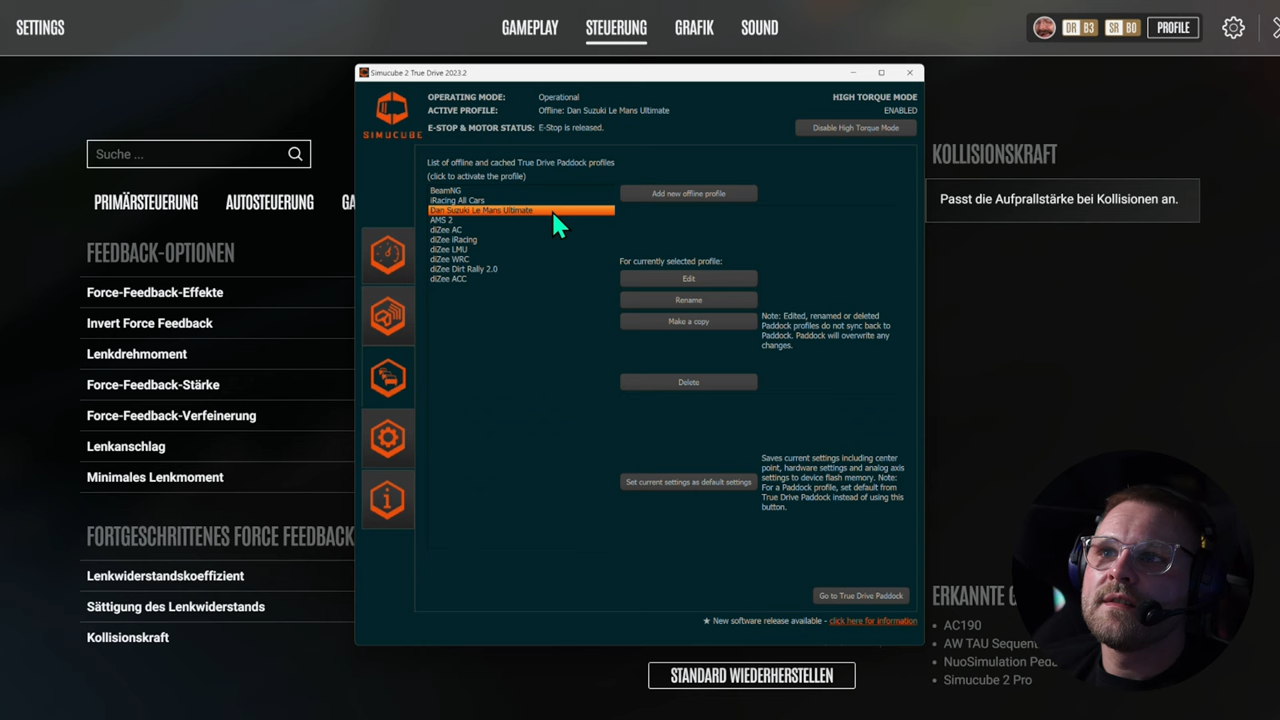 SETTINGS
GAMEPLAY
STEUERUNG
GRAFIK
SOUND
DR B3
SR B0
PROFILE
Suche ...
PRIMÄRSTEUERUNG
AUTOSTEUERUNG
GA
FEEDBACK-OPTIONEN
Force-Feedback-Effekte
Invert Force Feedback
Lenkdrehmoment
Force-Feedback-Stärke
Force-Feedback-Verfeinerung
Lenkanschlag
Minimales Lenkmoment
FORTGESCHRITTENES FORCE FEEDBACK
Lenkwiderstandskoeffizient
Sättigung des Lenkwiderstands
Kollisionskraft
Simucube 2 True Drive 2023.2
SIMUCUBE
OPERATING MODE: Operational
ACTIVE PROFILE: Offline: Dan Suzuki Le Mans Ultimate
E-STOP & MOTOR STATUS: E-Stop is released.
HIGH TORQUE MODE
ENABLED
Disable High Torque Mode
List of offline and cached True Drive Paddock profiles
(click to activate the profile)
BeamNG
iRacing All Cars
Dan Suzuki Le Mans Ultimate
AMS 2
diZee AC
diZee iRacing
diZee LMU
diZee WRC
diZee Dirt Rally 2.0
diZee ACC
Add new offline profile
For currently selected profile:
Edit
Rename
Make a copy
Note: Edited, renamed or deleted
Paddock profiles do not sync back to
Paddock. Paddock will overwrite any
changes.
Delete
Set current settings as default settings
Saves current settings including center
point, hardware settings and analog axis
settings to device flash memory. Note:
For a Paddock profile, set default from
True Drive Paddock instead of using this
button.
Go to True Drive Paddock
★ New software release available - click here for information
STANDARD WIEDERHERSTELLEN
KOLLISIONSKRAFT
Passt die Aufprallstärke bei Kollisionen an.
ERKANNTE
• AC190
• AW TAU Sequen
• NuoSimulation Ped
• Simucube 2 Pro